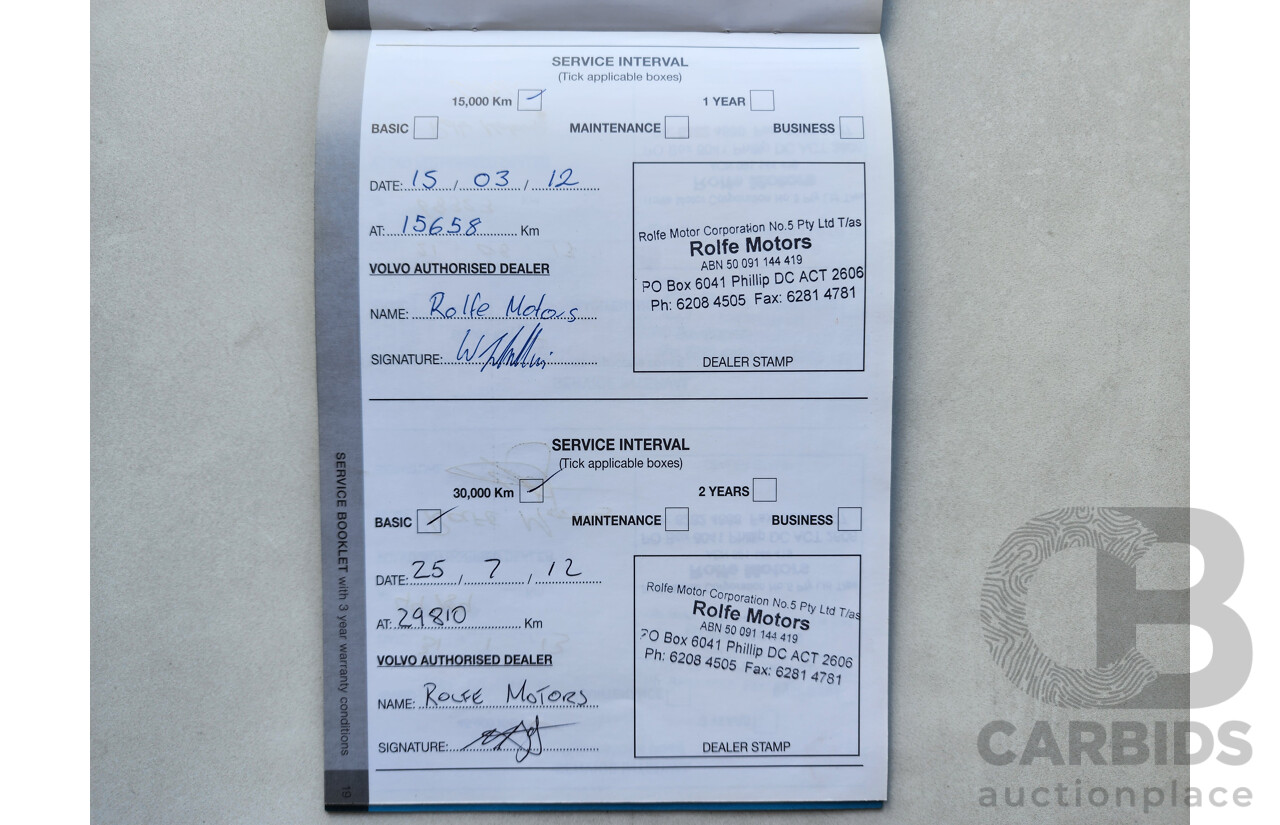 SERVICE INTERVAL
(Tick applicable boxes)
15,000 Km 1 YEAR
BASIC MAINTENANCE BUSINESS
DATE: 15 / 03 / 12
AT: 15658 Km
VOLVO AUTHORISED DEALER
NAME: Rolfe Motors
SIGNATURE:
Rolfe Motor Corporation No.5 Pty Ltd T/as
Rolfe Motors
ABN 50 091 144 419
PO Box 6041 Phillip DC ACT 2606
Ph: 6208 4505 Fax: 6281 4781
DEALER STAMP
SERVICE INTERVAL
(Tick applicable boxes)
30,000 Km 2 YEARS
BASIC MAINTENANCE BUSINESS
DATE: 25 / 7 / 12
AT: 29810 Km
VOLVO AUTHORISED DEALER
NAME: ROLFE MOTORS
SIGNATURE:
Rolfe Motor Corporation No.5 Pty Ltd T/as
Rolfe Motors
ABN 50 091 144 419
PO Box 6041 Phillip DC ACT 2606
Ph: 6208 4505 Fax: 6281 4781
DEALER STAMP
SERVICE BOOKLET with 3 year warranty conditions
19
CB
CARBIDS
auctionplace